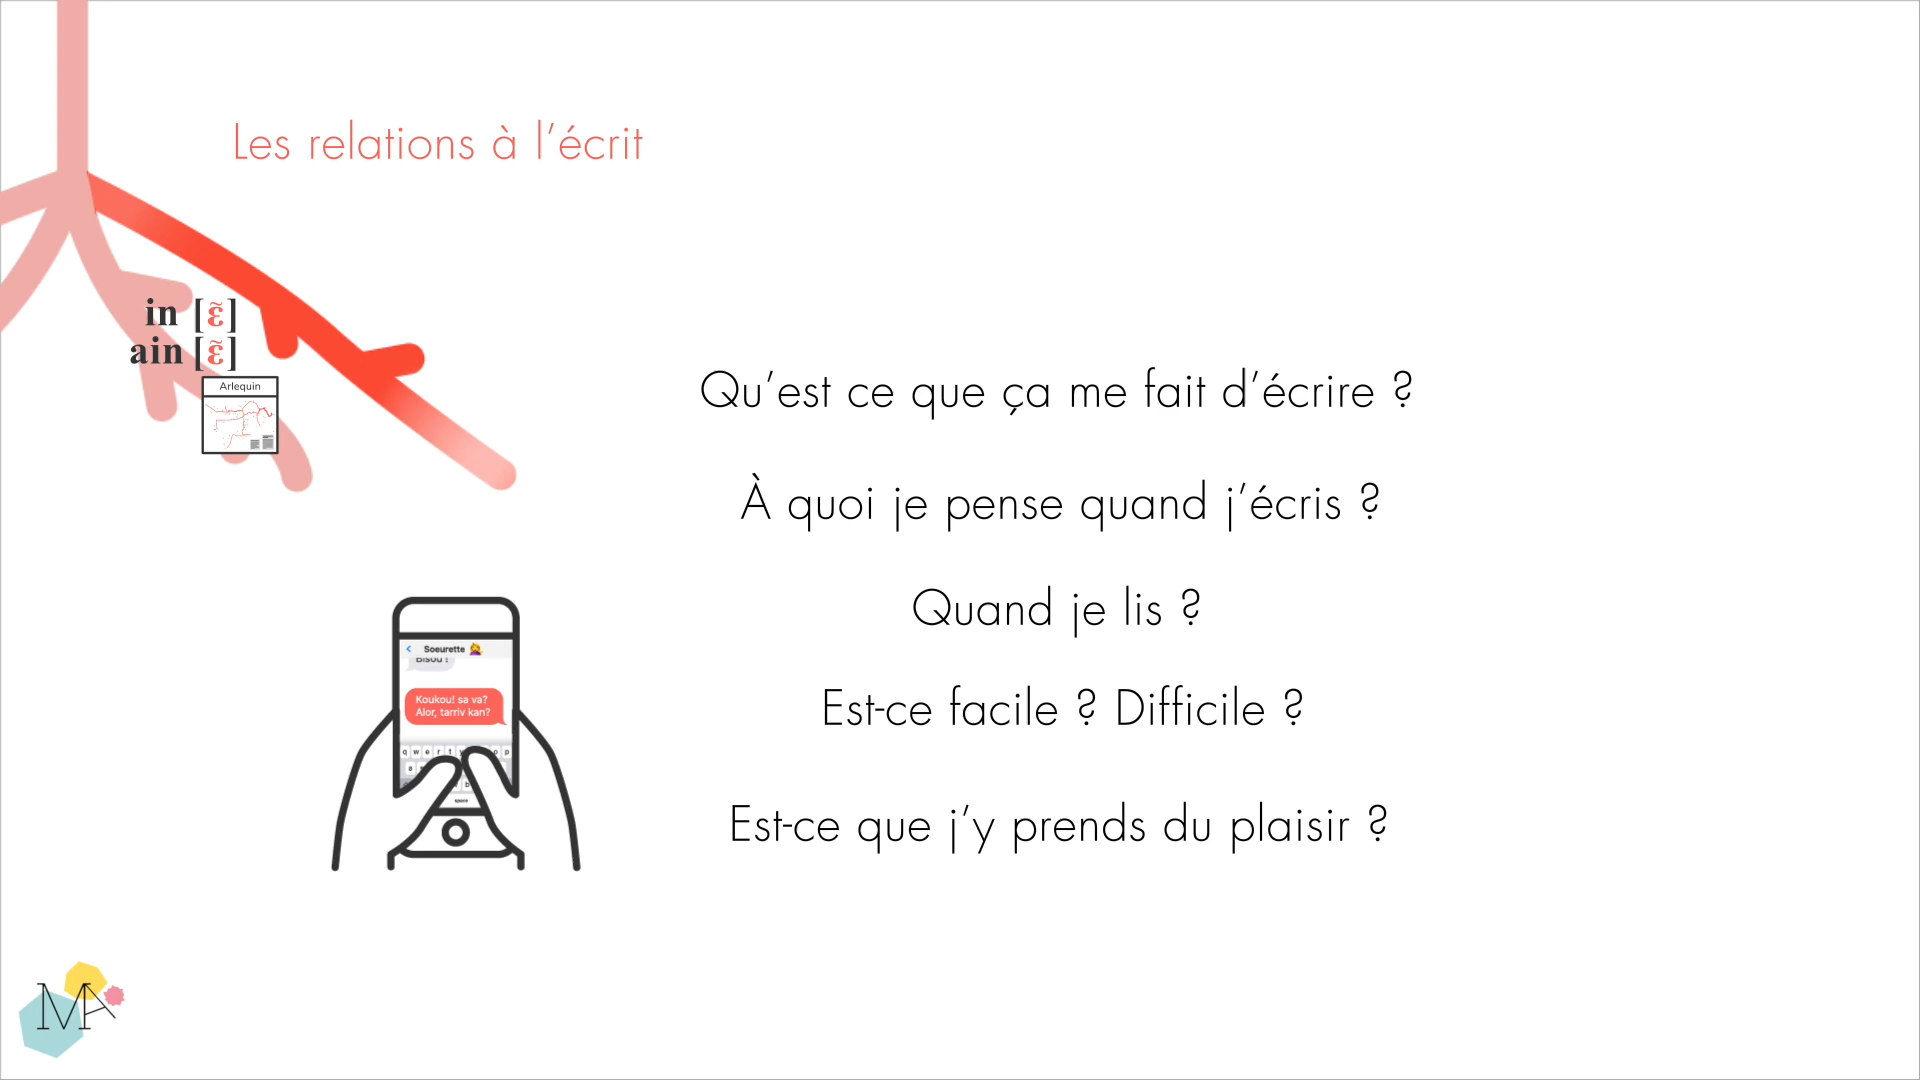 Les relations à l’écrit
in [ɛ̃]
ain [ɛ̃]
Arlequin
Qu’est ce que ça me fait d’écrire ?
À quoi je pense quand j’écris ?
Quand je lis ?
Est-ce facile ? Difficile ?
Est-ce que j’y prends du plaisir ?
Soeurette
Bisou !
Koukou! sa va?
Alor, tarriv kan?
q w e r t y o p
a
b
space
MA